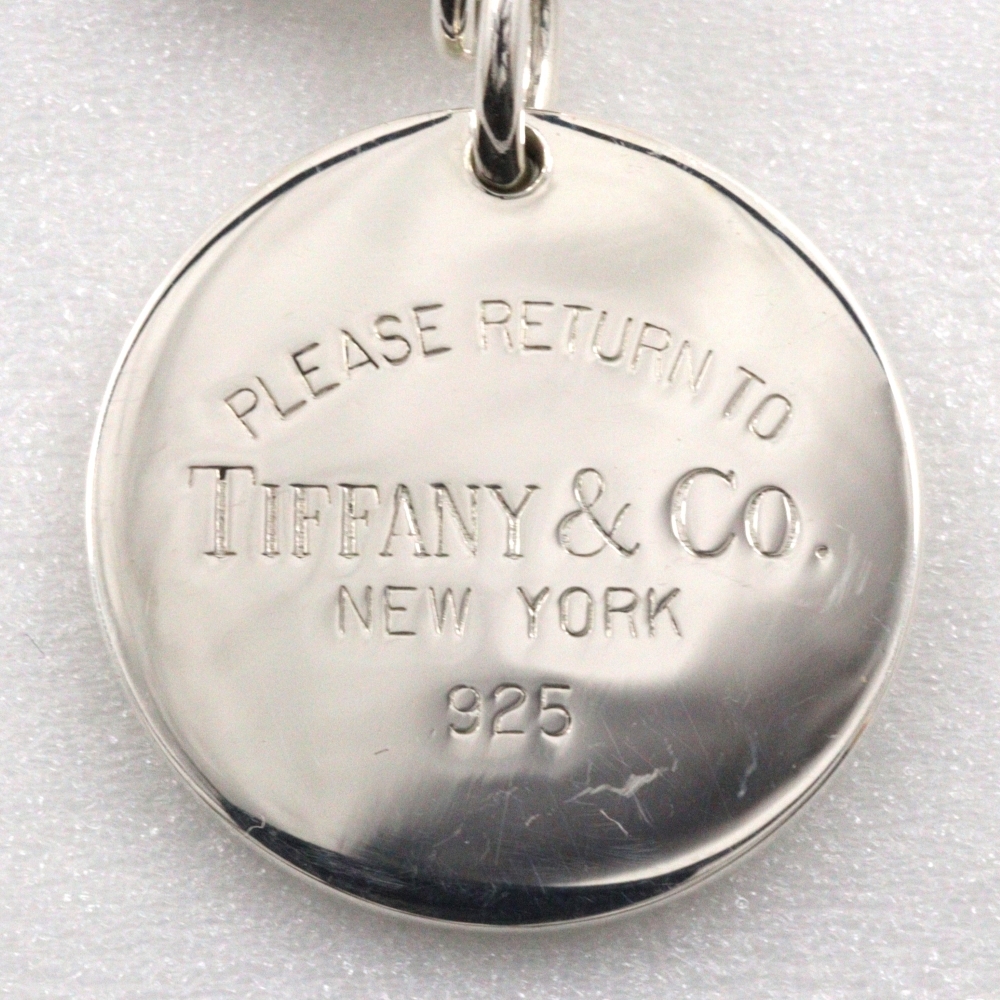 PLEASE RETURN TO
TIFFANY & CO.
NEW YORK
925